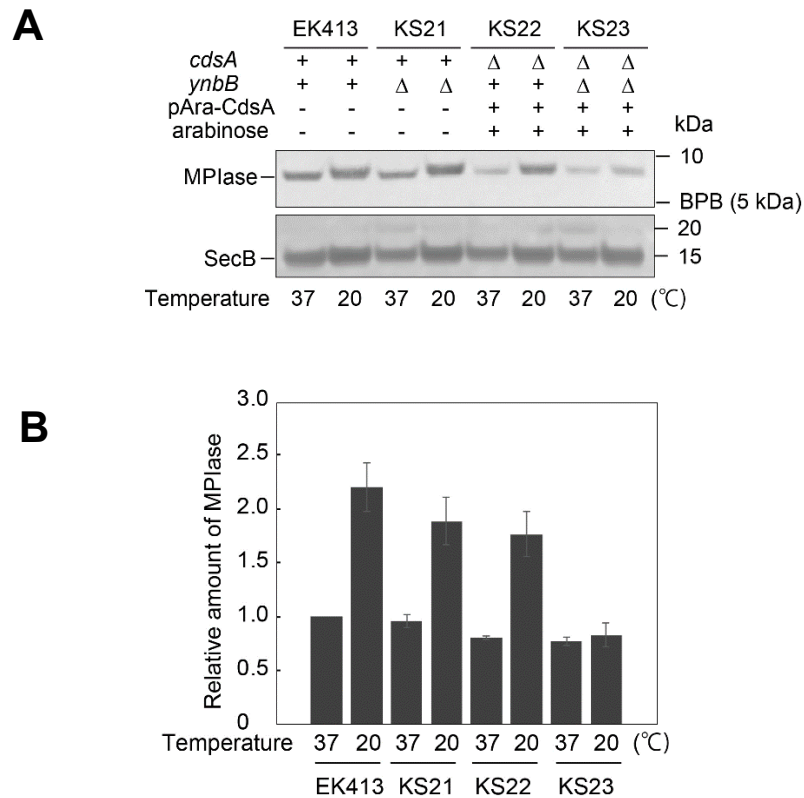 A
EK413 KS21 KS22 KS23
cdsA + + + + Δ Δ Δ Δ
ynbB + + Δ Δ + + Δ Δ
pAra-CdsA - - - - + + + +
arabinose - - - - + + + +
kDa
10
MPIase
BPB (5 kDa)
20
SecB 15
Temperature 37 20 37 20 37 20 37 20 (℃)
B
Relative amount of MPIase
3.0
2.5
2.0
1.5
1.0
0.5
0
Temperature 37 20 37 20 37 20 37 20 (℃)
EK413 KS21 KS22 KS23